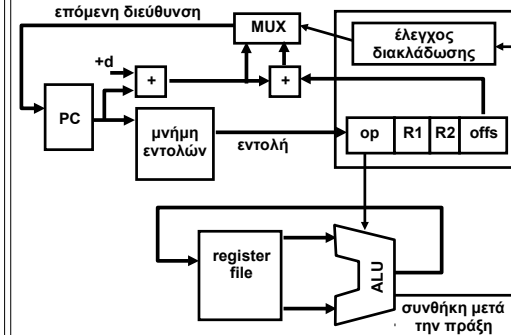 επόμενη διεύθυνση
MUX
έλεγχος
διακλάδωσης
+d
+
+
PC
μνήμη
εντολών
εντολή
op R1 R2 offs
register
file
ALU
συνθήκη μετά
την πράξη